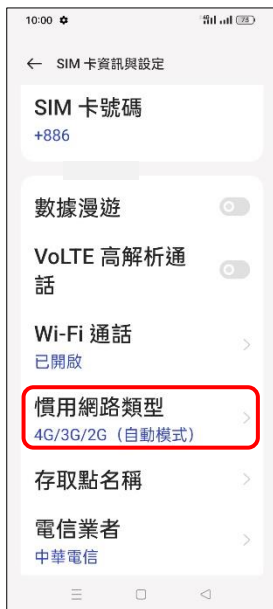 10:00
75
← SIM 卡資訊與設定
SIM 卡號碼
+886
數據漫遊
VoLTE 高解析通
話
Wi-Fi 通話
已開啟
慣用網路類型
4G/3G/2G（自動模式）
存取點名稱
電信業者
中華電信